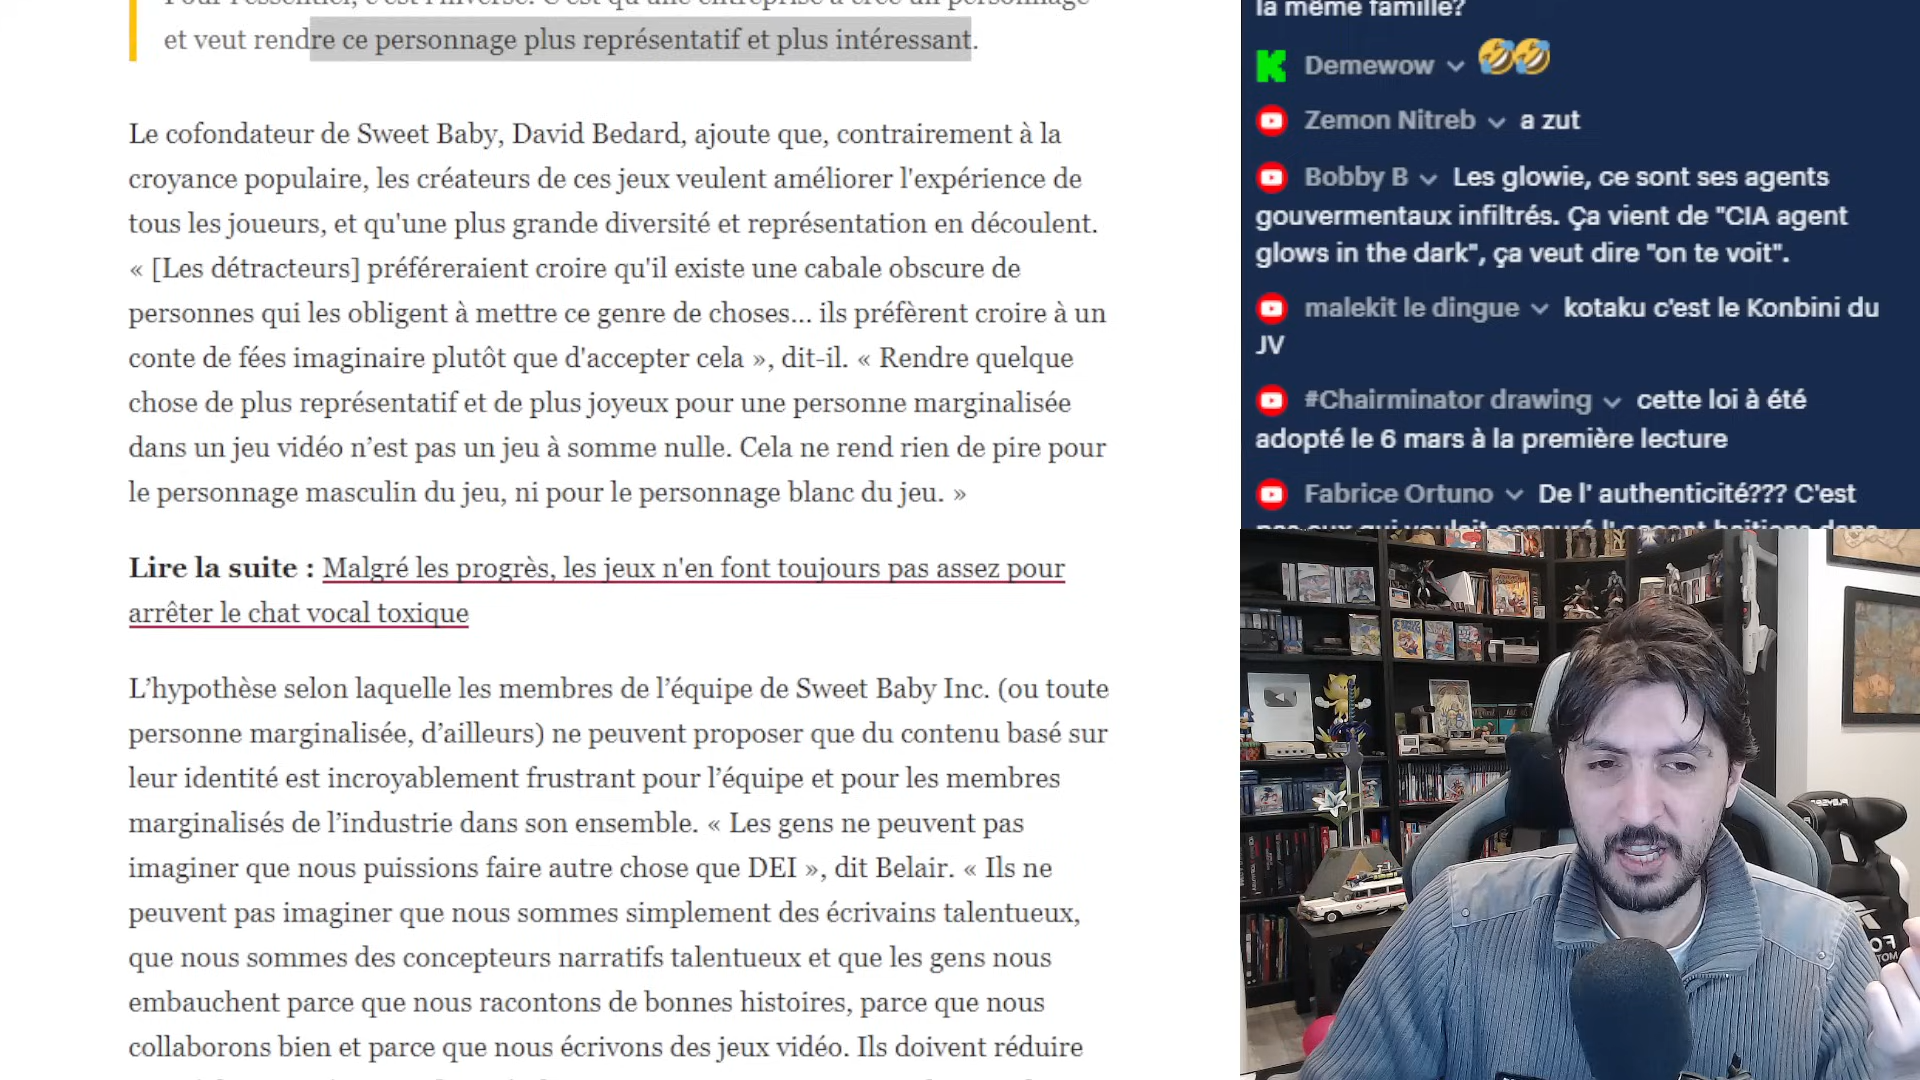 Pour l'essentiel, c'est l'inverse. C'est qu'une entreprise a créé un personnage
et veut rendre ce personnage plus représentatif et plus intéressant.
Le cofondateur de Sweet Baby, David Bedard, ajoute que, contrairement à la
croyance populaire, les créateurs de ces jeux veulent améliorer l'expérience de
tous les joueurs, et qu'une plus grande diversité et représentation en découlent.
« [Les détracteurs] préféreraient croire qu'il existe une cabale obscure de
personnes qui les obligent à mettre ce genre de choses... ils préfèrent croire à un
conte de fées imaginaire plutôt que d'accepter cela », dit-il. « Rendre quelque
chose de plus représentatif et de plus joyeux pour une personne marginalisée
dans un jeu vidéo n’est pas un jeu à somme nulle. Cela ne rend rien de pire pour
le personnage masculin du jeu, ni pour le personnage blanc du jeu. »
Lire la suite : Malgré les progrès, les jeux n'en font toujours pas assez pour
arrêter le chat vocal toxique
L’hypothèse selon laquelle les membres de l’équipe de Sweet Baby Inc. (ou toute
personne marginalisée, d’ailleurs) ne peuvent proposer que du contenu basé sur
leur identité est incroyablement frustrant pour l’équipe et pour les membres
marginalisés de l’industrie dans son ensemble. « Les gens ne peuvent pas
imaginer que nous puissions faire autre chose que DEI », dit Belair. « Ils ne
peuvent pas imaginer que nous sommes simplement des écrivains talentueux,
que nous sommes des concepteurs narratifs talentueux et que les gens nous
embauchent parce que nous racontons de bonnes histoires, parce que nous
collaborons bien et parce que nous écrivons des jeux vidéo. Ils doivent réduire
la même famille?
Demewow
Zemon Nitreb a zut
Bobby B Les glowie, ce sont ses agents
gouvermentaux infiltrés. Ça vient de "CIA agent
glows in the dark", ça veut dire "on te voit".
malekit le dingue kotaku c'est le Konbini du
JV
#Chairminator drawing cette loi à été
adopté le 6 mars à la première lecture
Fabrice Ortuno De l' authenticité??? C'est